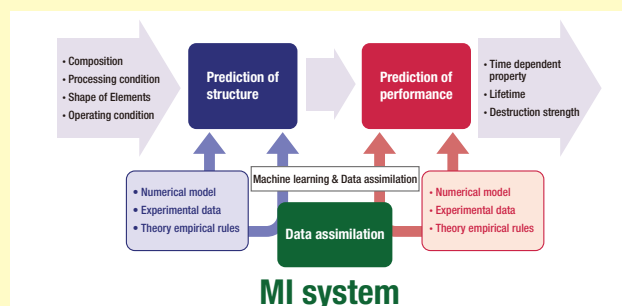 • Composition
• Processing condition
• Shape of Elements
• Operating condition
Prediction of
structure
Prediction of
performance
• Time dependent
property
• Lifetime
• Destruction strength
Machine learning & Data assimilation
• Numerical model
• Experimental data
• Theory empirical rules
Data assimilation
• Numerical model
• Experimental data
• Theory empirical rules
MI system